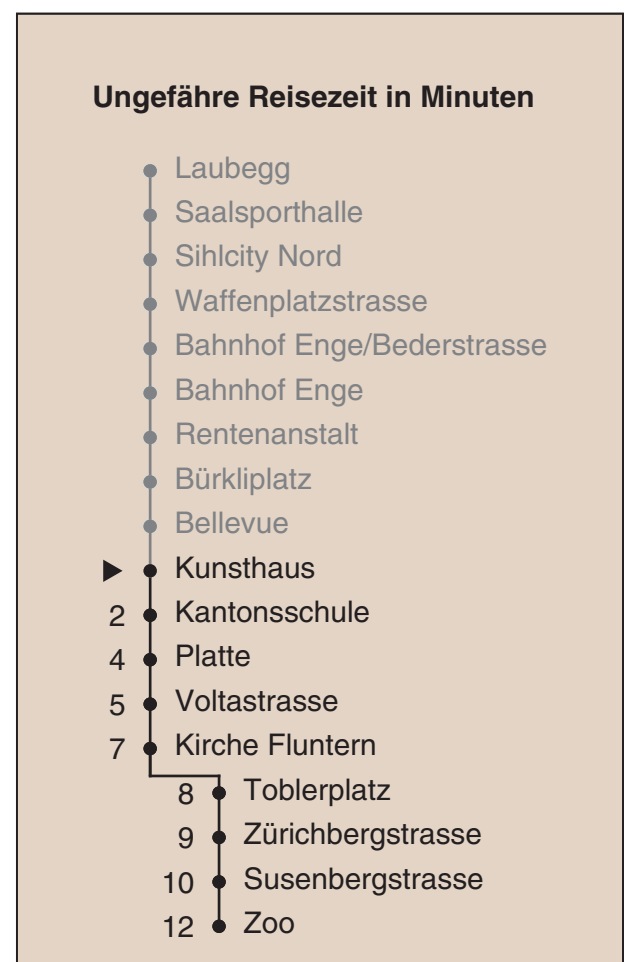 Ungefähre Reisezeit in Minuten
Laubegg
Saalsporthalle
Sihlcity Nord
Waffenplatzstrasse
Bahnhof Enge/Bederstrasse
Bahnhof Enge
Rentenanstalt
Bürkliplatz
Bellevue
Kunsthaus
2 Kantonsschule
4 Platte
5 Voltastrasse
7 Kirche Fluntern
8 Toblerplatz
9 Zürichbergstrasse
10 Susenbergstrasse
12 Zoo